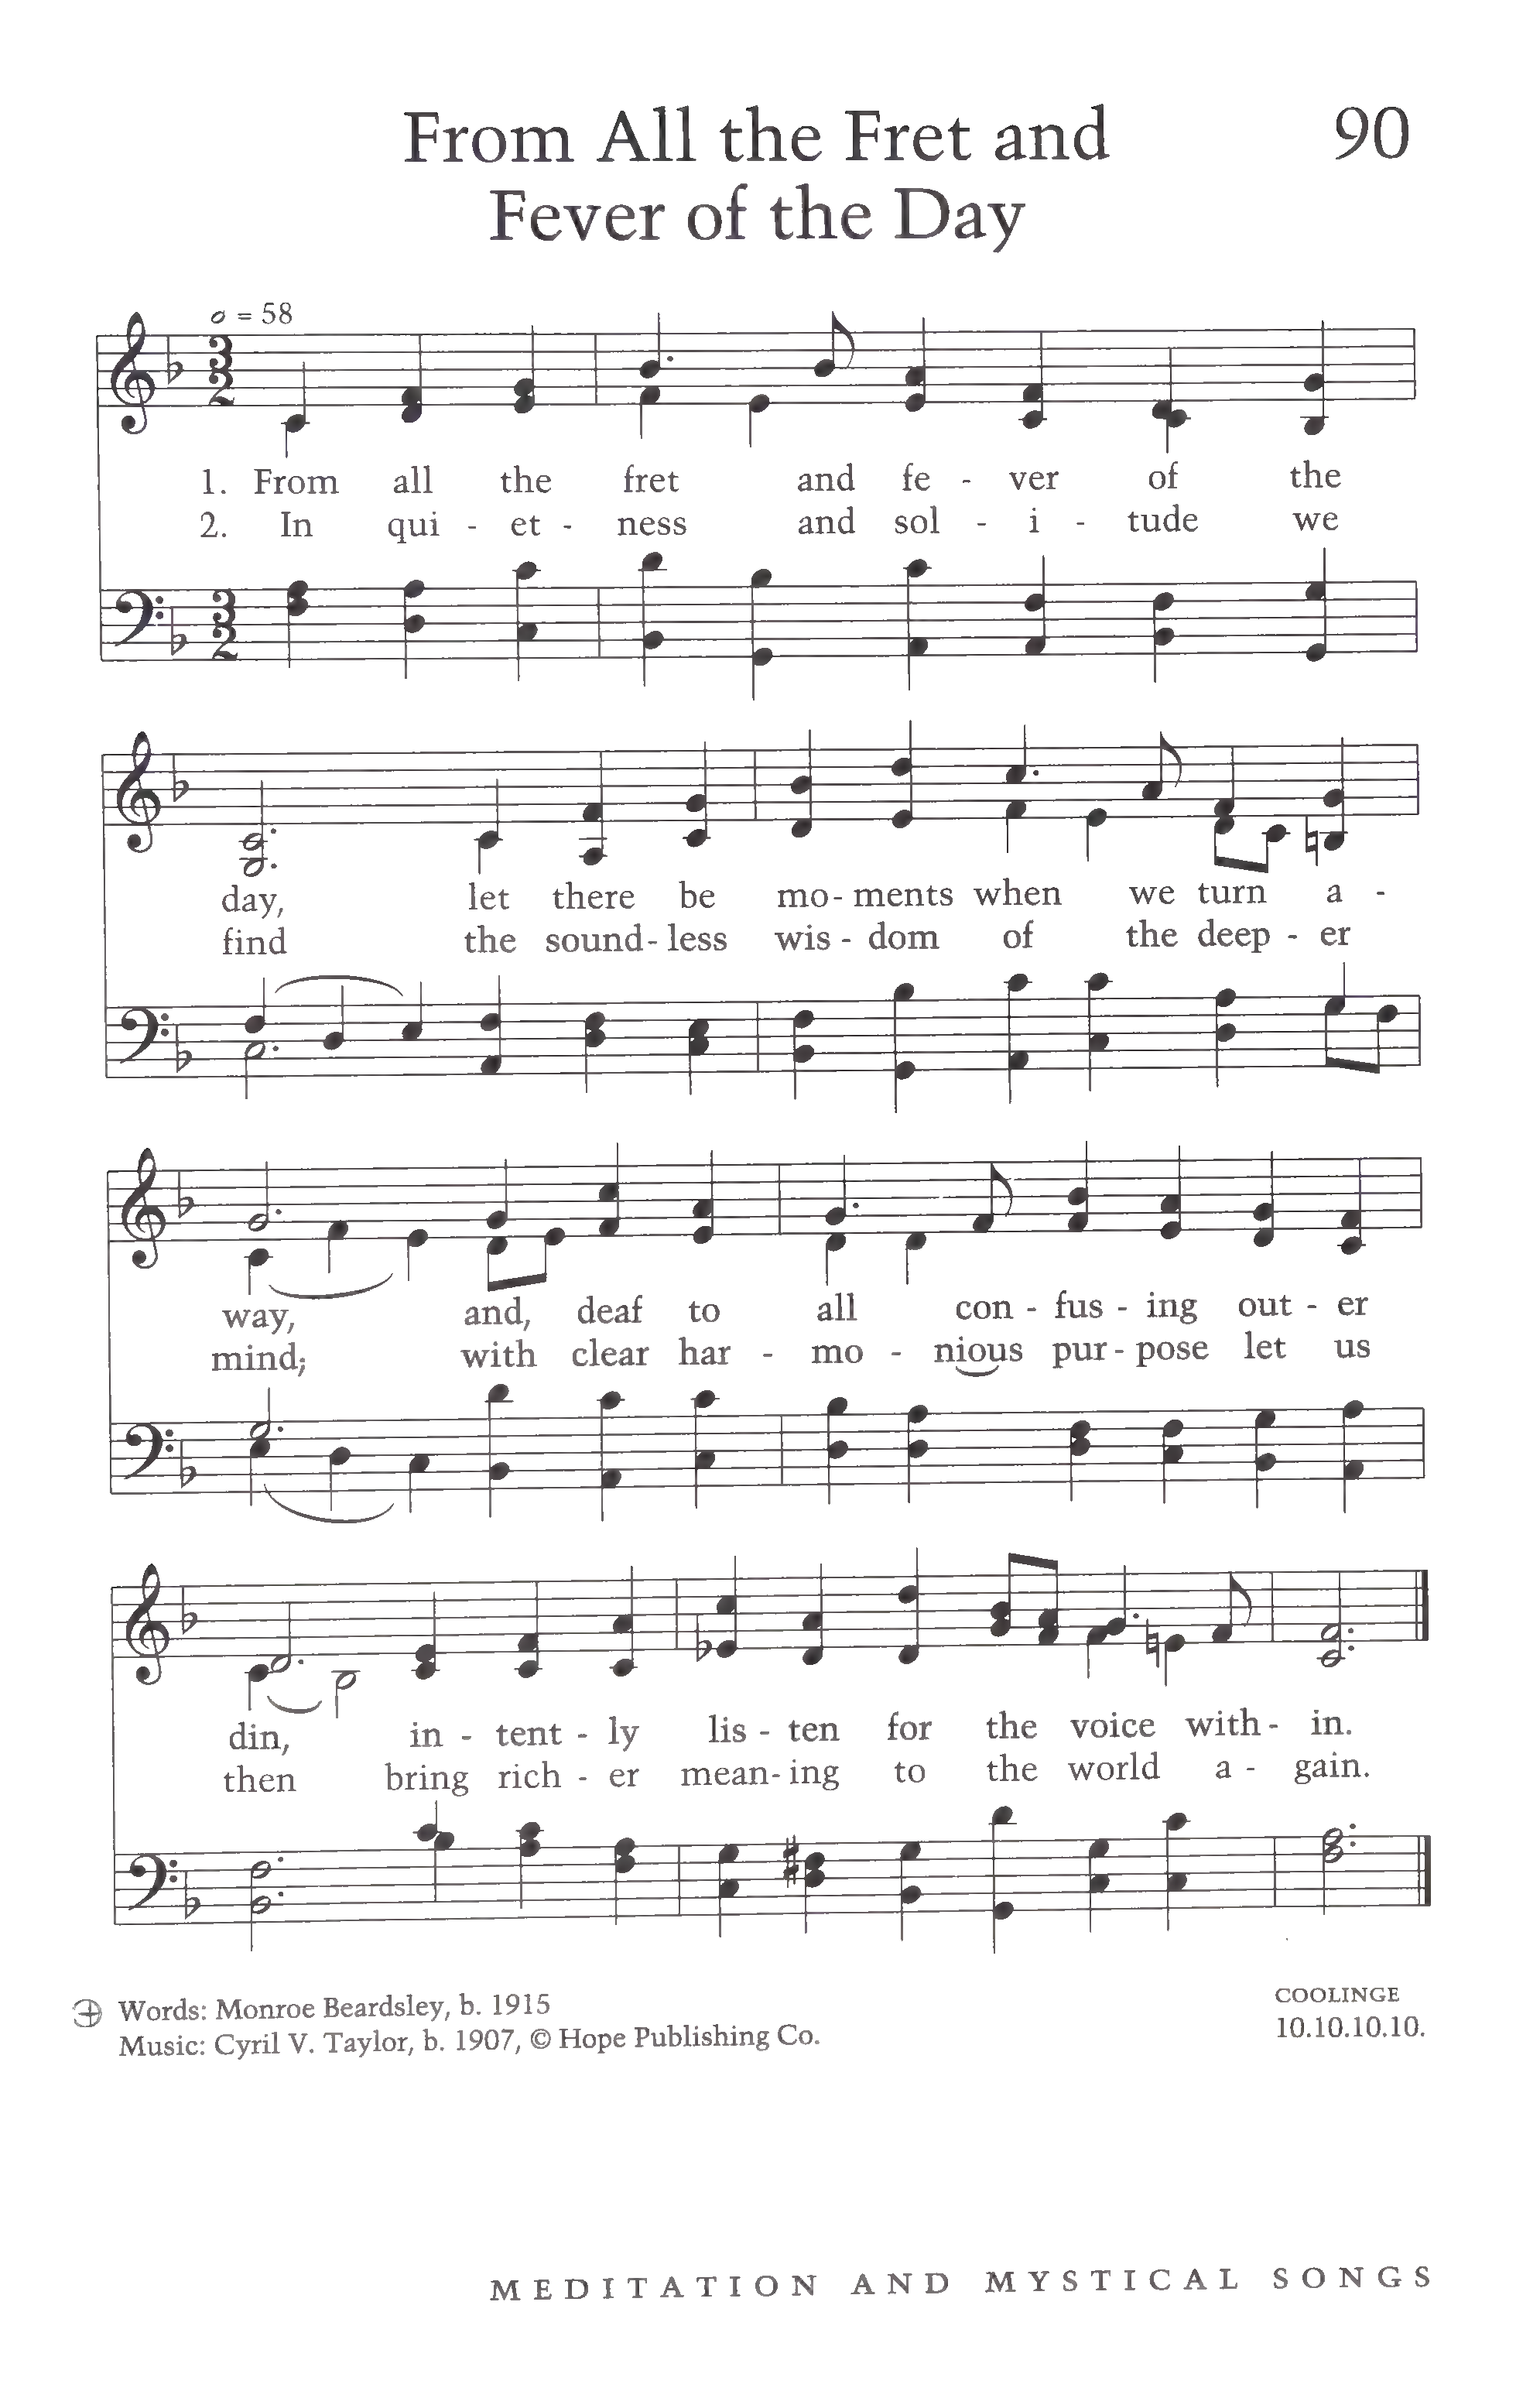 From All the Fret and
90
Fever of the Day
= 58
1. From all the fret and fe - ver of the
2. In qui - et - ness and sol - i - tude we
day, let there be mo - ments when we turn a -
find the sound - less wis - dom of the deep - er
way, and, deaf to all con - fus - ing out - er
mind; with clear har - mo - nious pur - pose let us
din, in - tent - ly lis - ten for the voice with - in.
then bring rich - er mean - ing to the world a - gain.
Words: Monroe Beardsley, b. 1915
Music: Cyril V. Taylor, b. 1907, © Hope Publishing Co.
COOLINGE
10.10.10.10.
MEDITATION AND MYSTICAL SONGS